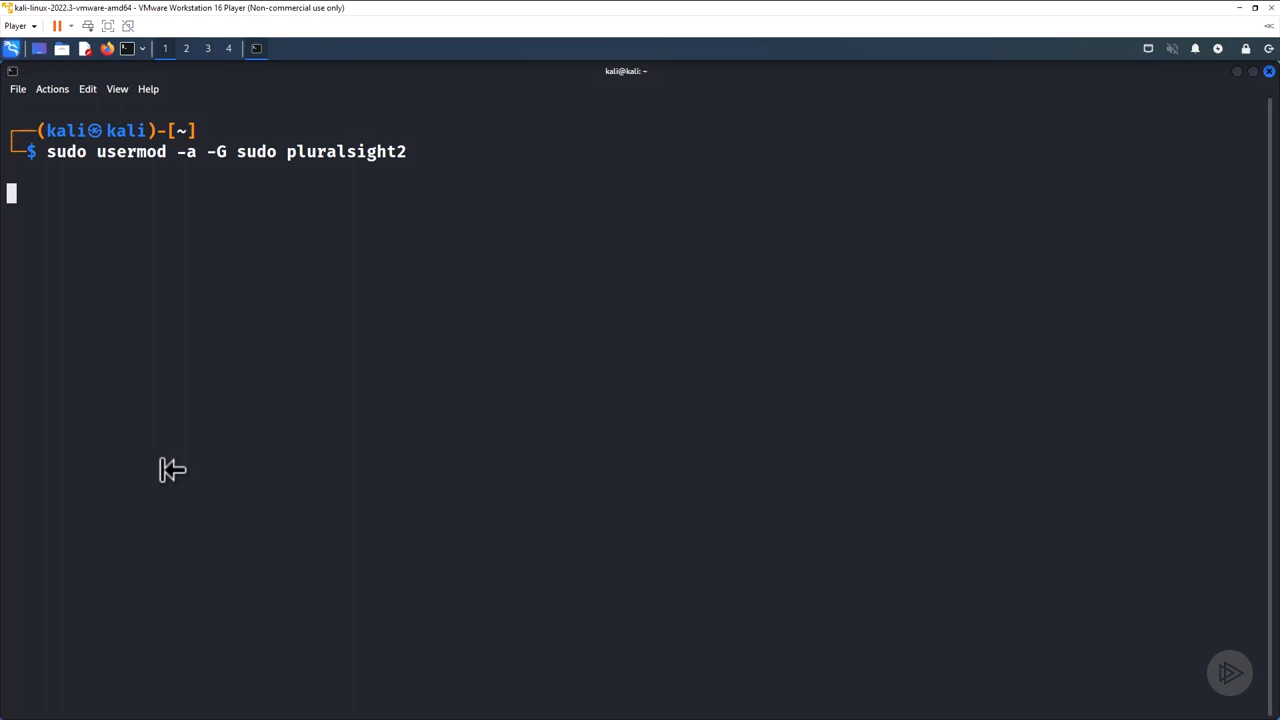 kali-linux-2022.3-vmware-amd64 - VMware Workstation 16 Player (Non-commercial use only)
Player
1 2 3 4
kali@kali: ~
File Actions Edit View Help
┌──(kali㉿kali)-[~]
└─$ sudo usermod -a -G sudo pluralsight2